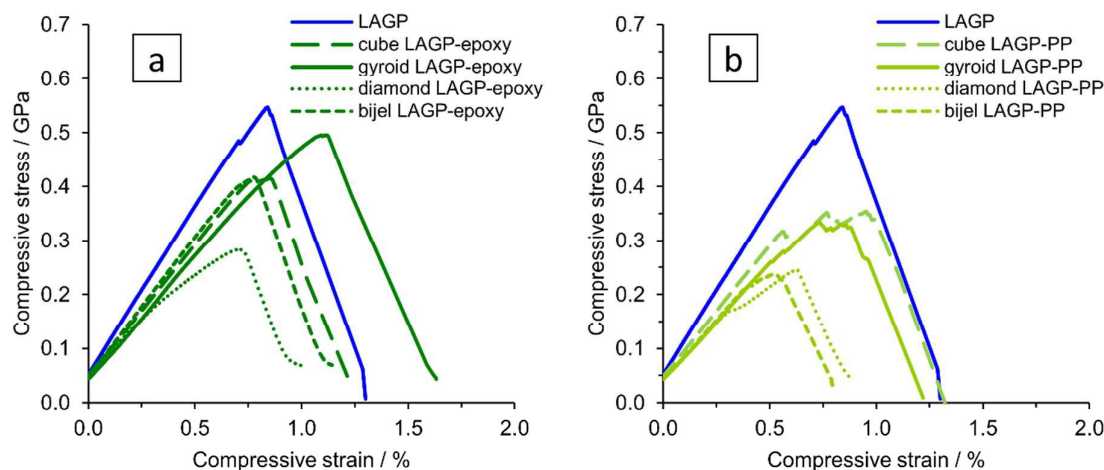 a
LAGP
cube LAGP-epoxy
gyroid LAGP-epoxy
diamond LAGP-epoxy
bijel LAGP-epoxy
Compressive stress / GPa
0.7
0.6
0.5
0.4
0.3
0.2
0.1
0.0
0.0 0.5 1.0 1.5 2.0
Compressive strain / %
b
LAGP
cube LAGP-PP
gyroid LAGP-PP
diamond LAGP-PP
bijel LAGP-PP
Compressive stress / GPa
0.7
0.6
0.5
0.4
0.3
0.2
0.1
0.0
0.0 0.5 1.0 1.5 2.0
Compressive strain / %